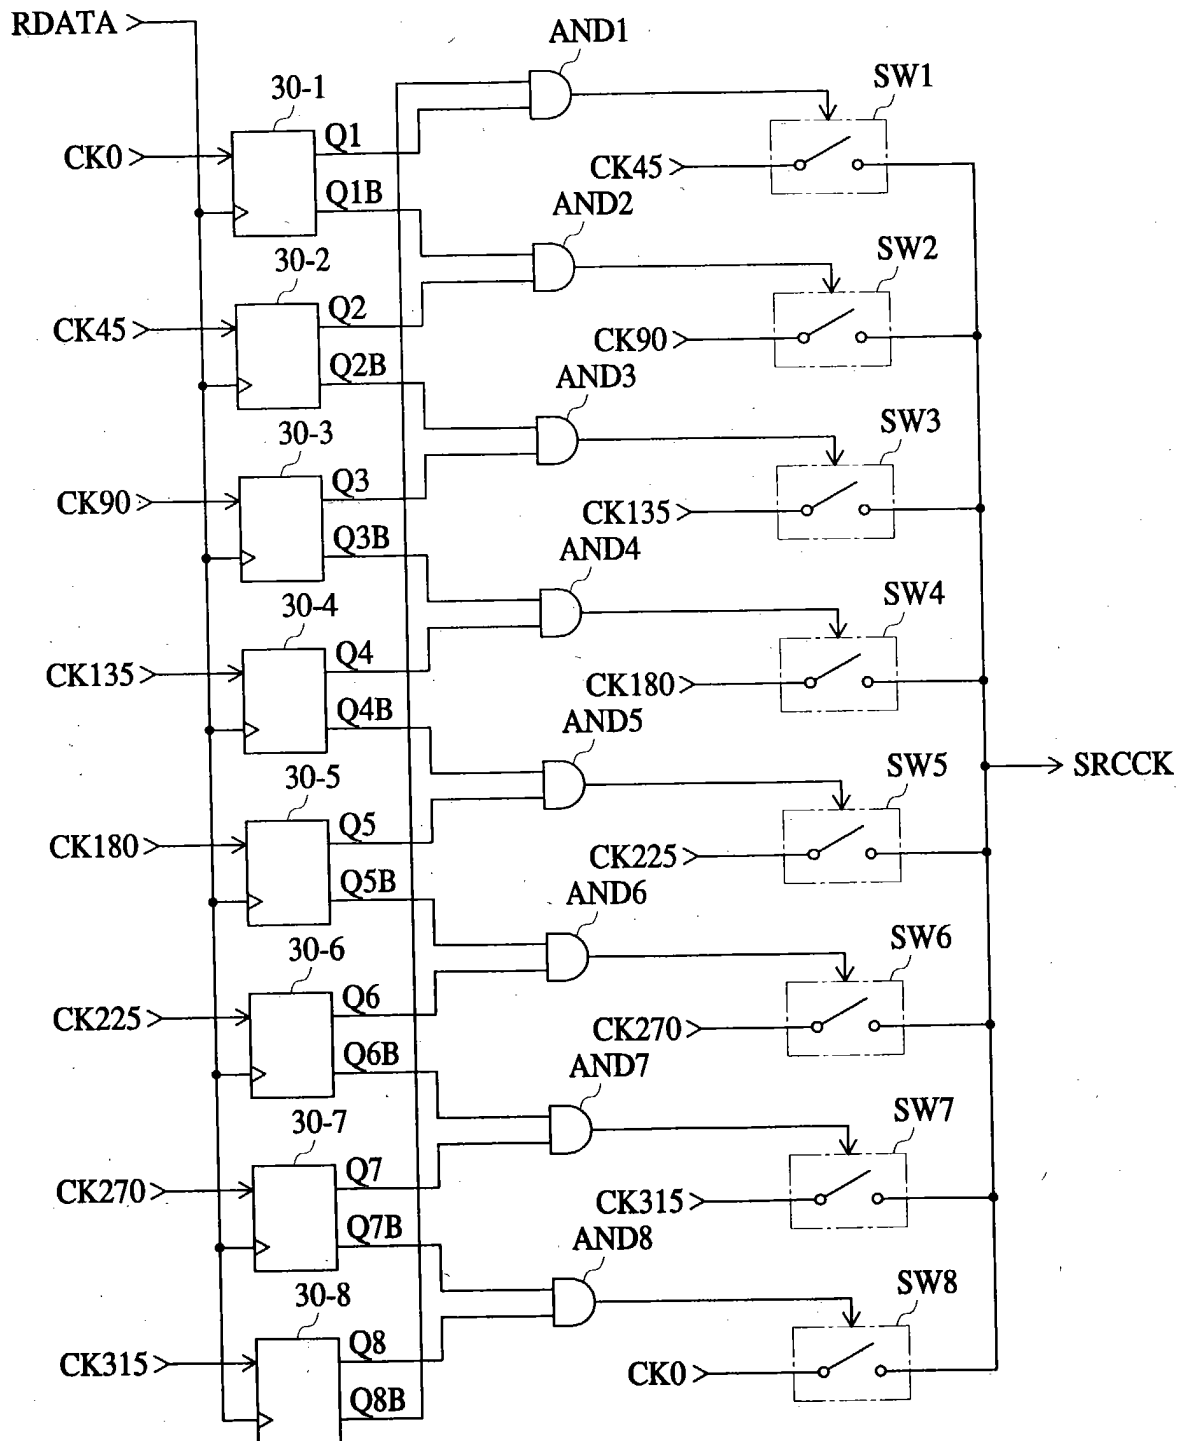 RDATA
AND1
30-1
SW1
Q1
CK0
CK45
Q1B
AND2
30-2
SW2
Q2
CK45
CK90
Q2B
AND3
30-3
SW3
Q3
CK90
CK135
Q3B
AND4
30-4
SW4
Q4
CK135
CK180
Q4B
AND5
30-5
SW5
SRCCK
Q5
CK180
CK225
Q5B
AND6
30-6
SW6
Q6
CK225
CK270
Q6B
AND7
30-7
SW7
Q7
CK270
CK315
Q7B
AND8
30-8
SW8
Q8
CK315
CK0
Q8B